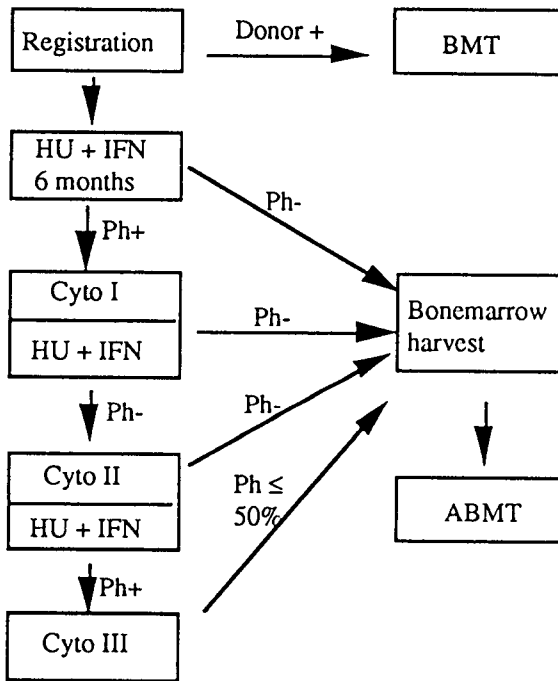 Registration
Donor +
BMT
HU + IFN
6 months
Ph-
Ph+
Cyto I
HU + IFN
Ph-
Bonemarrow
harvest
Ph-
Ph-
Cyto II
HU + IFN
Ph ≤
50%
ABMT
Ph+
Cyto III